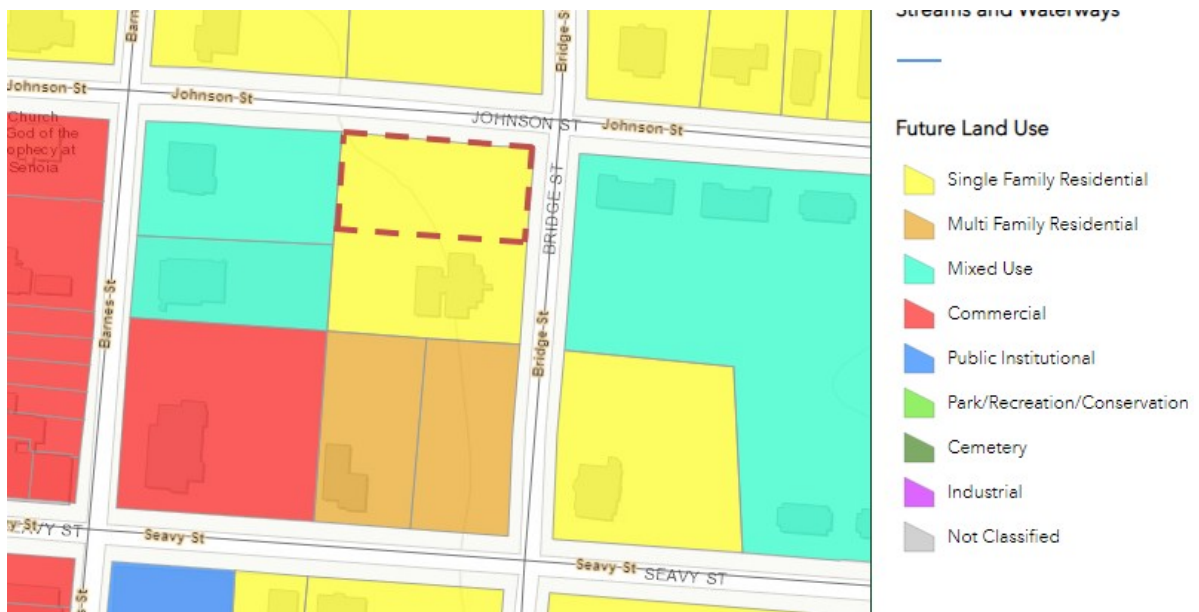 Streams and Waterways
Future Land Use
Single Family Residential
Multi Family Residential
Mixed Use
Commercial
Public Institutional
Park/Recreation/Conservation
Cemetery
Industrial
Not Classified
Barn
Bridge-S
Johnson-St
Johnson-St
JOHNSON ST
Johnson-St
Church
God of the
ophecy at
Senoia
BRIDGE ST
Barnes-St
Bridge-St
Seavy-St
Seavy-St
SEAVY ST